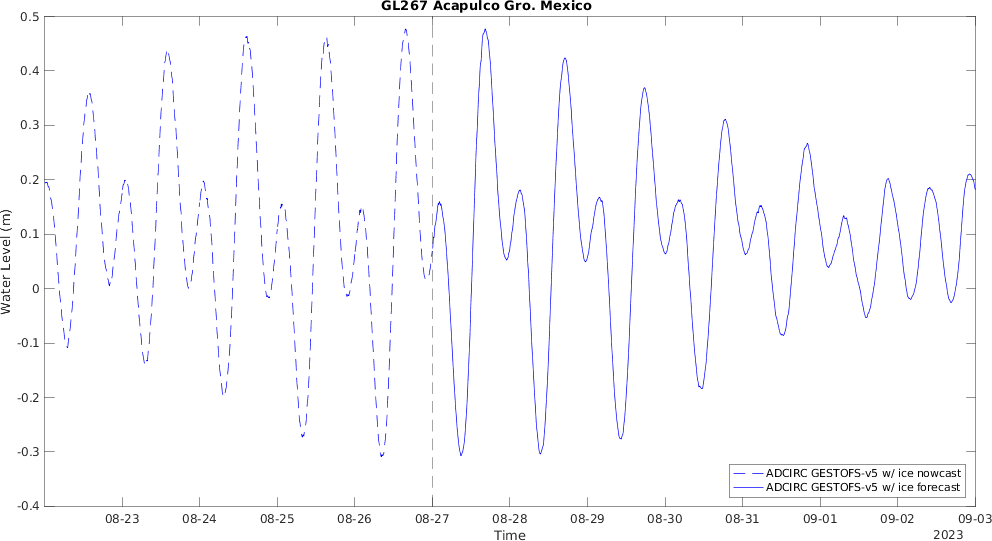 GL267 Acapulco Gro. Mexico
Water Level (m)
0.5
0.4
0.3
0.2
0.1
0
-0.1
-0.2
-0.3
-0.4
ADCIRC GESTOFS-v5 w/ ice nowcast
ADCIRC GESTOFS-v5 w/ ice forecast
08-23 08-24 08-25 08-26 08-27 08-28 08-29 08-30 08-31 09-01 09-02 09-03
Time
2023